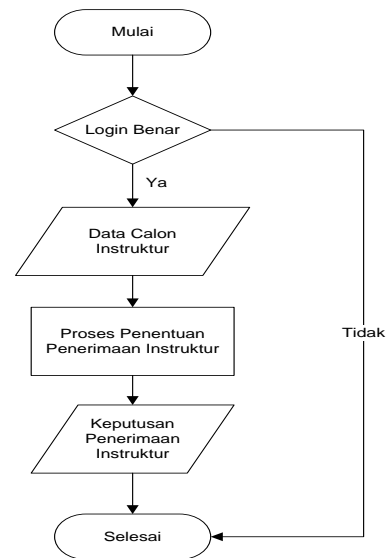 Mulai
Login Benar
Ya
Data Calon
Instruktur
Proses Penentuan
Penerimaan Instruktur
Tidak
Keputusan
Penerimaan
Instruktur
Selesai